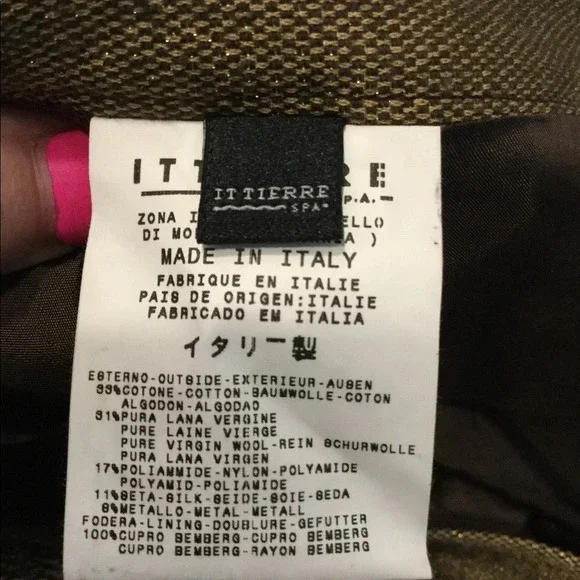 IT TIERRE
SPA
IT RE
P.A.
ZONA I ELLO
DI MO )
MADE IN ITALY
FABRIQUE EN ITALIE
PAIS DE ORIGEN:ITALIE
FABRICADO EM ITALIA
イタリー製
ESTERNO-OUTSIDE-EXTERIEUR-AUSEN
33%COTONE-COTTON-BAUMWOLLE-COTON
ALGODON-ALGODAO
31%PURA LANA VERGINE
PURE LAINE VIERGE
PURE VIRGIN WOOL-REIN SCHURWOLLE
PURA LANA VIRGEN
17%POLIAMMIDE-NYLON-POLYAMIDE
POLYAMID-POLIAMIDE
11%SETA-SILK-SEIDE-SOIE-SEDA
8%METALLO-METAL-METALL
FODERA-LINING-DOUBLURE-GEFUTTER
100%CUPRO BEMBERG-CUPRO BEMBERG
CUPRO BEMBERG-RAYON BEMBERG